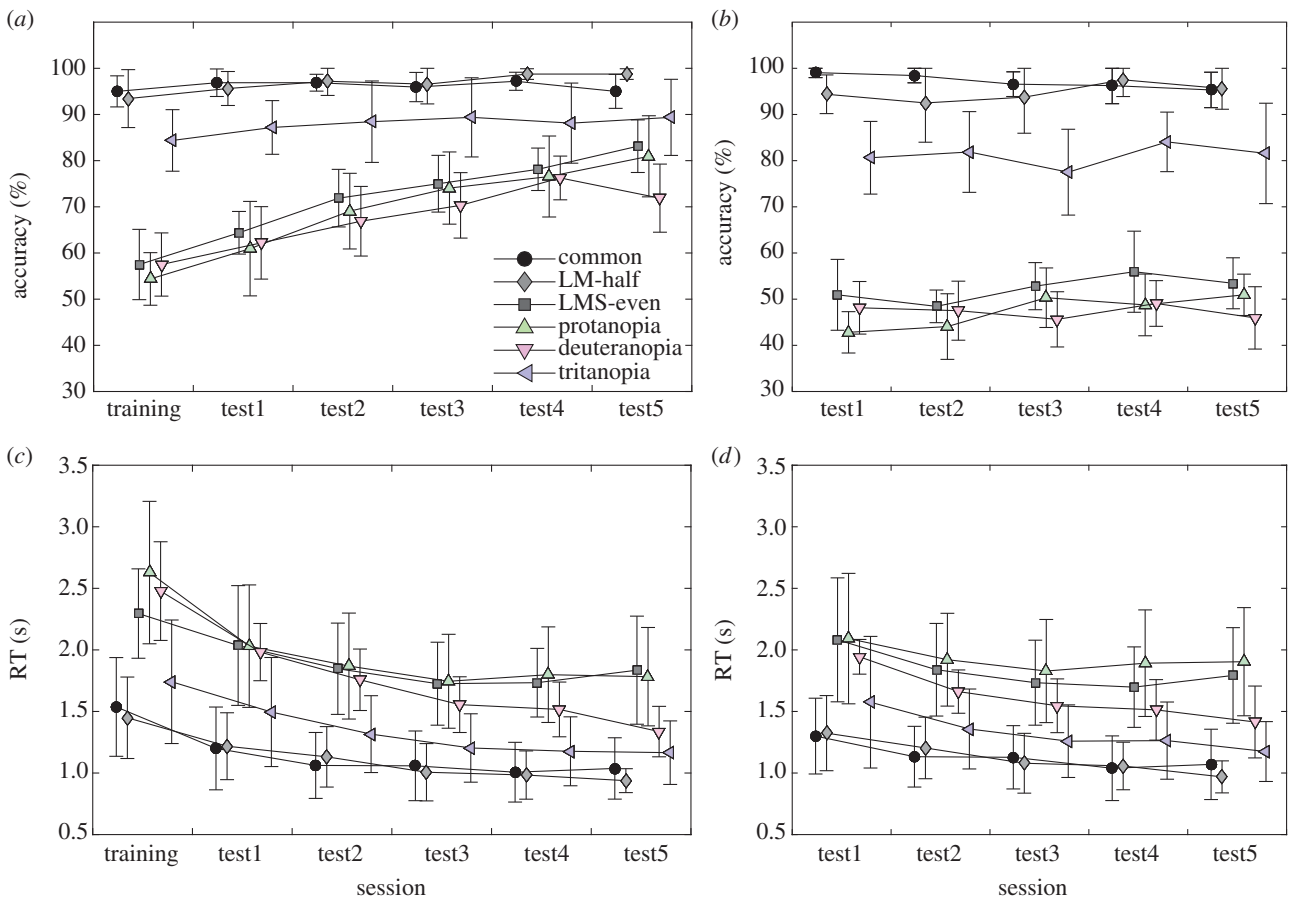 (a)
accuracy (%)
100
90
80
70
60
50
40
30
common
LM-half
LMS-even
protanopia
deuteranopia
tritanopia
training test1 test2 test3 test4 test5
(b)
accuracy (%)
100
90
80
70
60
50
40
30
test1 test2 test3 test4 test5
(c)
RT (s)
3.5
3.0
2.5
2.0
1.5
1.0
0.5
training test1 test2 test3 test4 test5
session
(d)
RT (s)
3.5
3.0
2.5
2.0
1.5
1.0
0.5
test1 test2 test3 test4 test5
session